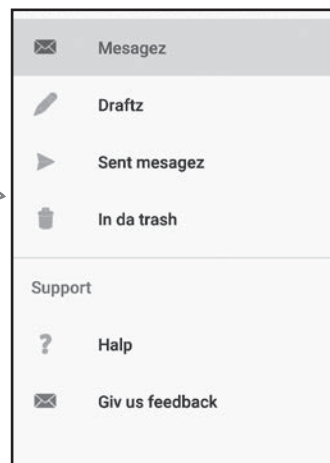 Mesagez
Draftz
Sent mesagez
In da trash
Support
Halp
Giv us feedback